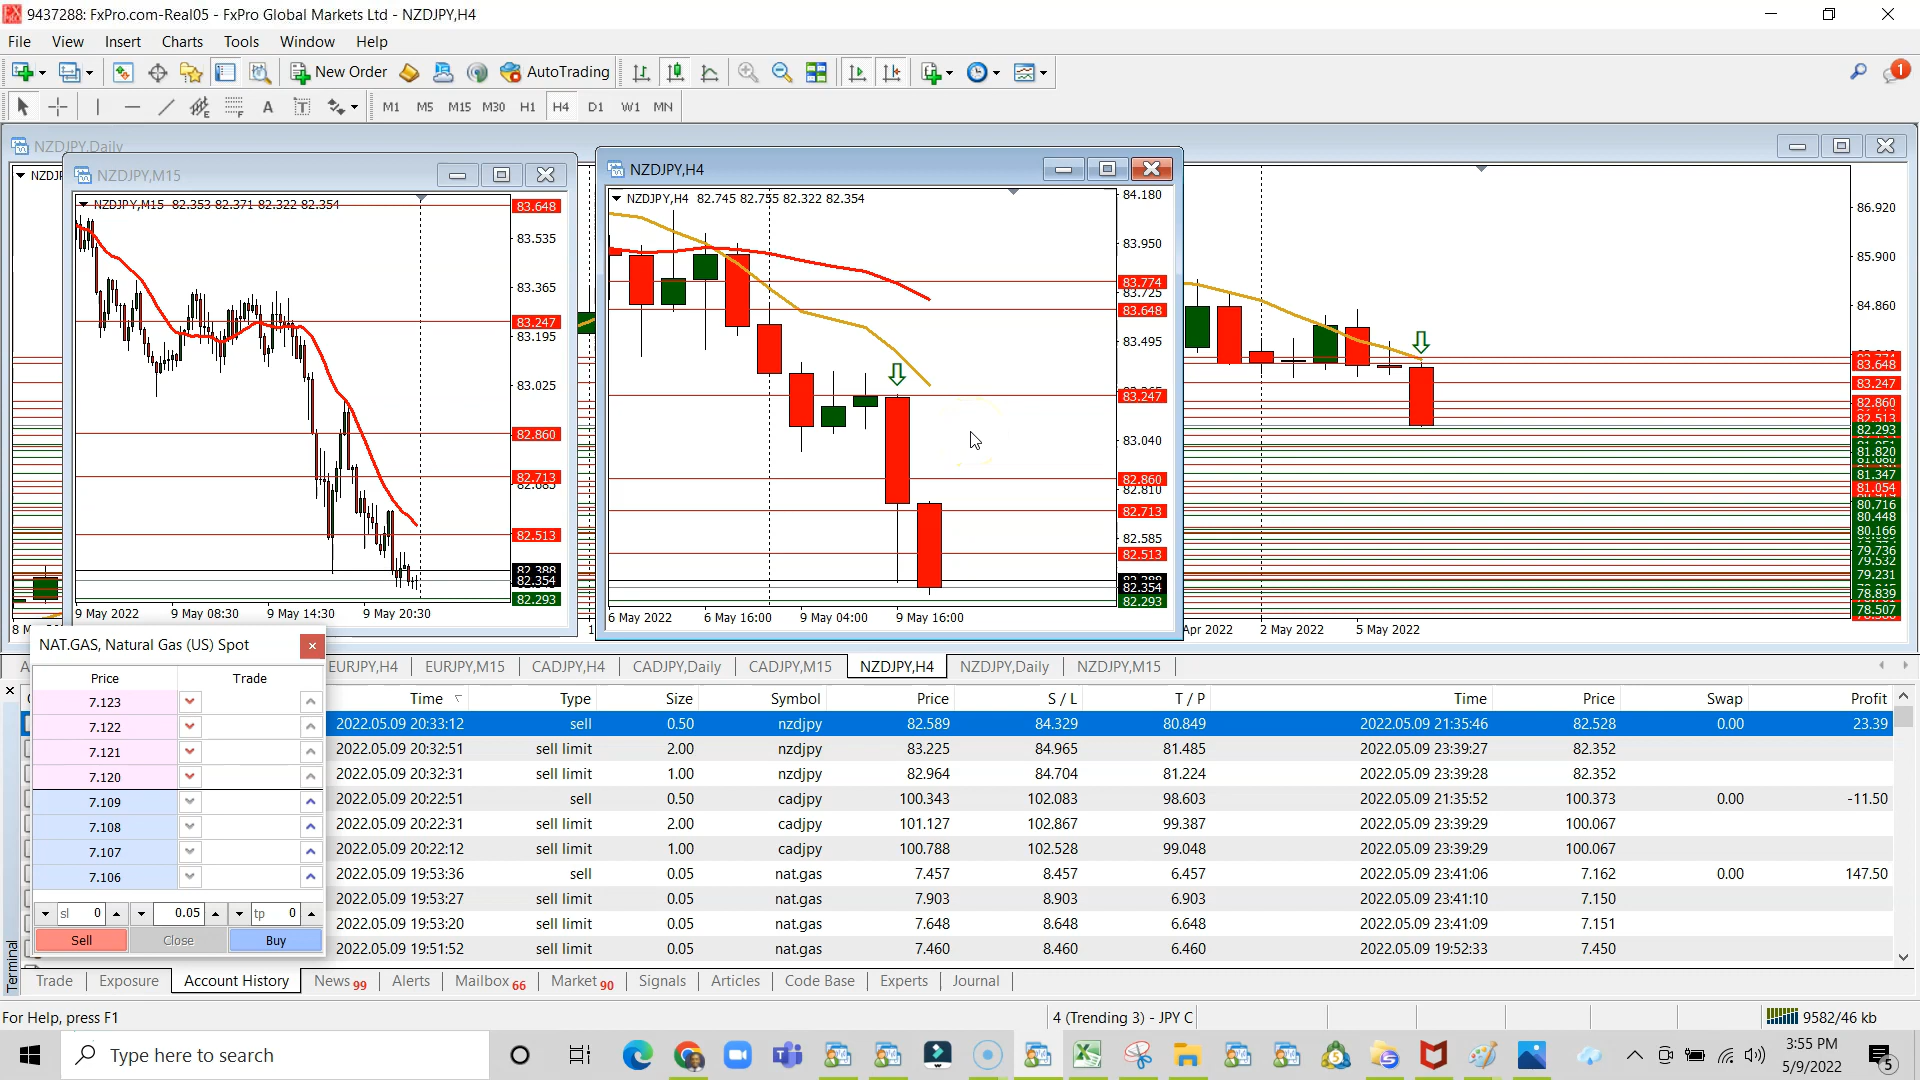 9437288: FxPro.com-Real05 - FxPro Global Markets Ltd - NZDJPY,H4
File View Insert Charts Tools Window Help
New Order AutoTrading 1
A T M1 M5 M15 M30 H1 H4 D1 W1 MN
NZDJPY,Daily
NZDJPY,M15
NZDJPY,M15 82.353 82.371 82.322 82.354
83.648
83.535
83.365
83.247
83.195
83.025
82.860
82.713
82.685
82.513
82.388
82.354
82.293
9 May 2022 9 May 08:30 9 May 14:30 9 May 20:30
NZDJPY,H4
NZDJPY,H4 82.745 82.755 82.322 82.354
84.180
83.950
83.774
83.725
83.648
83.495
83.247
83.040
82.860
82.810
82.713
82.585
82.513
82.354
82.293
6 May 2022 6 May 16:00 9 May 04:00 9 May 16:00
86.920
85.900
84.860
83.648
83.247
82.860
82.513
82.293
81.820
81.347
81.054
80.716
80.448
80.166
79.736
79.532
79.231
78.839
78.507
Apr 2022 2 May 2022 5 May 2022
EURJPY,H4 EURJPY,M15 CADJPY,H4 CADJPY,Daily CADJPY,M15 NZDJPY,H4 NZDJPY,Daily NZDJPY,M15
NAT.GAS, Natural Gas (US) Spot
Price Trade
7.123
7.122
7.121
7.120
7.109
7.108
7.107
7.106
sl 0 0.05 tp 0
Sell Close Buy
Time Type Size Symbol Price S / L T / P Time Price Swap Profit
2022.05.09 20:33:12 sell 0.50 nzdjpy 82.589 84.329 80.849 2022.05.09 21:35:46 82.528 0.00 23.39
2022.05.09 20:32:51 sell limit 2.00 nzdjpy 83.225 84.965 81.485 2022.05.09 23:39:27 82.352
2022.05.09 20:32:31 sell limit 1.00 nzdjpy 82.964 84.704 81.224 2022.05.09 23:39:28 82.352
2022.05.09 20:22:51 sell 0.50 cadjpy 100.343 102.083 98.603 2022.05.09 21:35:52 100.373 0.00 -11.50
2022.05.09 20:22:31 sell limit 2.00 cadjpy 101.127 102.867 99.387 2022.05.09 23:39:29 100.067
2022.05.09 20:22:12 sell limit 1.00 cadjpy 100.788 102.528 99.048 2022.05.09 23:39:29 100.067
2022.05.09 19:53:36 sell 0.05 nat.gas 7.457 8.457 6.457 2022.05.09 23:41:06 7.162 0.00 147.50
2022.05.09 19:53:27 sell limit 0.05 nat.gas 7.903 8.903 6.903 2022.05.09 23:41:10 7.150
2022.05.09 19:53:20 sell limit 0.05 nat.gas 7.648 8.648 6.648 2022.05.09 23:41:09 7.151
2022.05.09 19:51:52 sell limit 0.05 nat.gas 7.460 8.460 6.460 2022.05.09 19:52:33 7.450
Terminal
Trade Exposure Account History News 99 Alerts Mailbox 66 Market 90 Signals Articles Code Base Experts Journal
For Help, press F1
4 (Trending 3) - JPY C
9582/46 kb
Type here to search
3:55 PM
5/9/2022
5